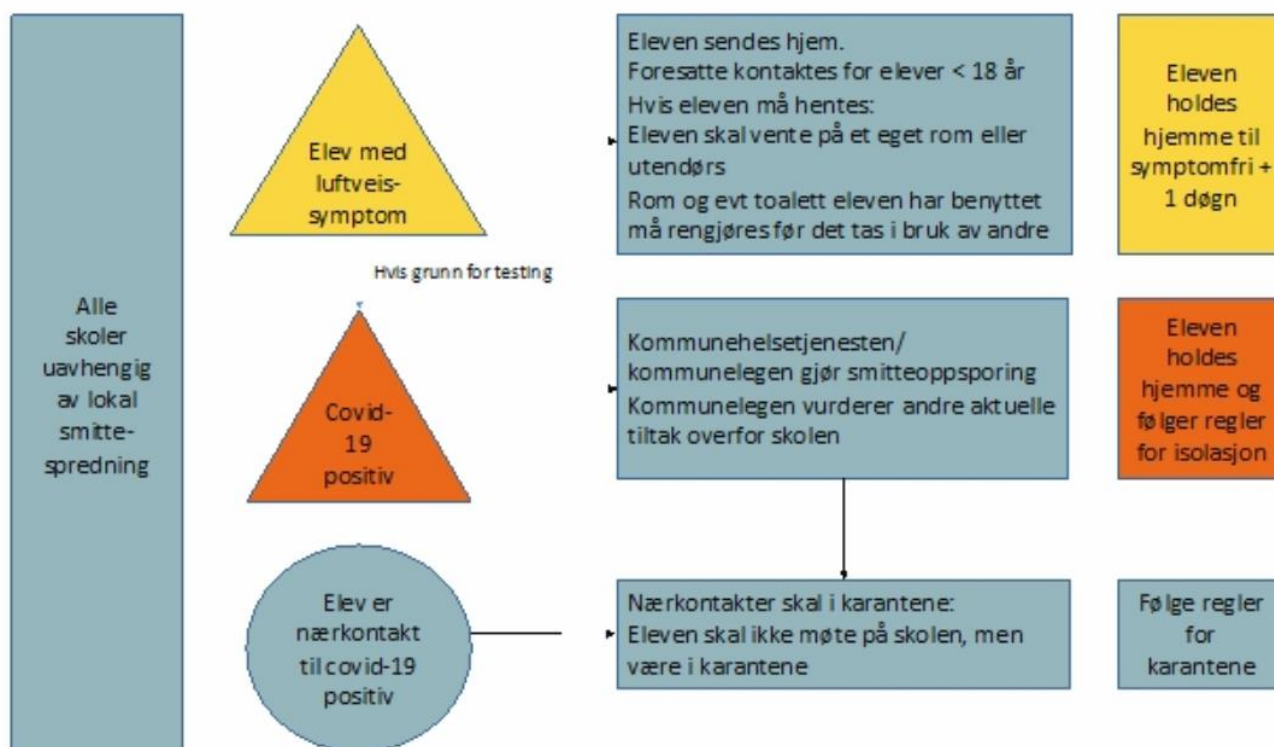 Alle
skoler
uavhengig
av lokal
smitte-
spredning
Elev med
luftveis-
symptom
Eleven sendes hjem.
Foresatte kontaktes for elever < 18 år
Hvis eleven må hentes:
Eleven skal vente på et eget rom eller
utendørs
Rom og evt toalett eleven har benyttet
må rengjøres før det tas i bruk av andre
Eleven
holdes
hjemme til
symptomfri +
1 døgn
Hvis grunn for testing
Covid-
19
positiv
Kommunehelsetjenesten/
kommunelegen gjør smitteoppsporing
Kommunelegen vurderer andre aktuelle
tiltak overfor skolen
Eleven
holdes
hjemme og
følger regler
for isolasjon
Elev er
nærkontakt
til covid-19
positiv
Nærkontakter skal i karantene:
Eleven skal ikke møte på skolen, men
være i karantene
Følge regler
for
karantene